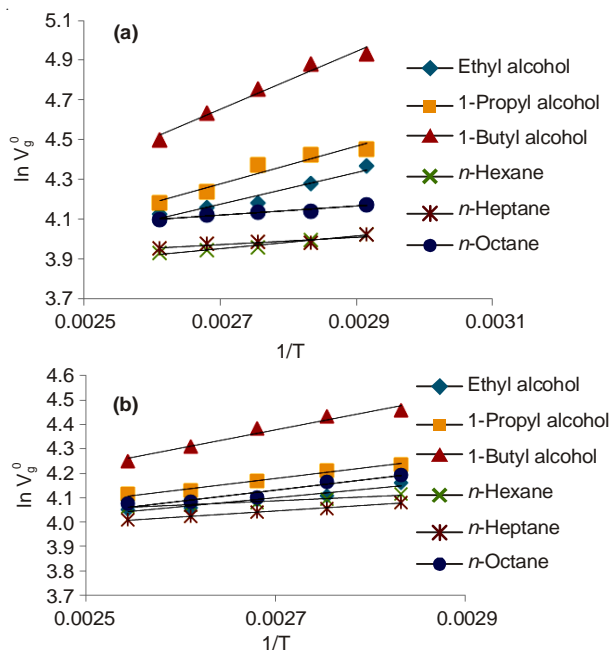 (a)
5.1
4.9
4.7
4.5
4.3
4.1
3.9
3.7
ln V_g^0
0.0025 0.0027 0.0029 0.0031
1/T
Ethyl alcohol
1-Propyl alcohol
1-Butyl alcohol
n-Hexane
n-Heptane
n-Octane
(b)
4.6
4.5
4.4
4.3
4.2
4.1
4.0
3.9
3.8
3.7
ln V_g^0
0.0025 0.0027 0.0029
1/T
Ethyl alcohol
1-Propyl alcohol
1-Butyl alcohol
n-Hexane
n-Heptane
n-Octane